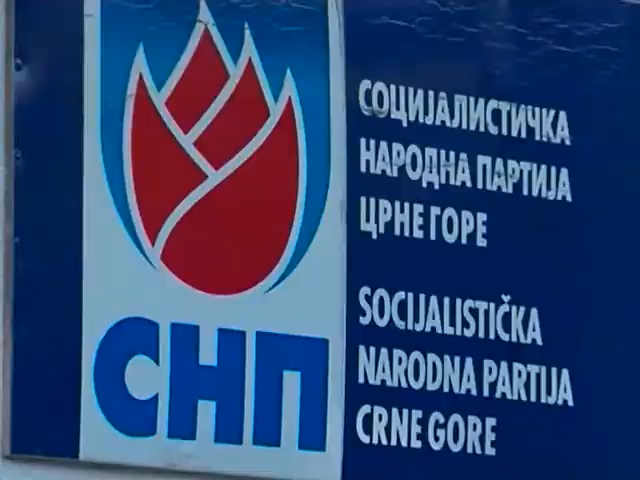 СНП
СОЦИЈАЛИСТИЧКА
НАРОДНА ПАРТИЈА
ЦРНЕ ГОРЕ
SOCIJALISTIČKA
NARODNA PARTIJA
CRNE GORE